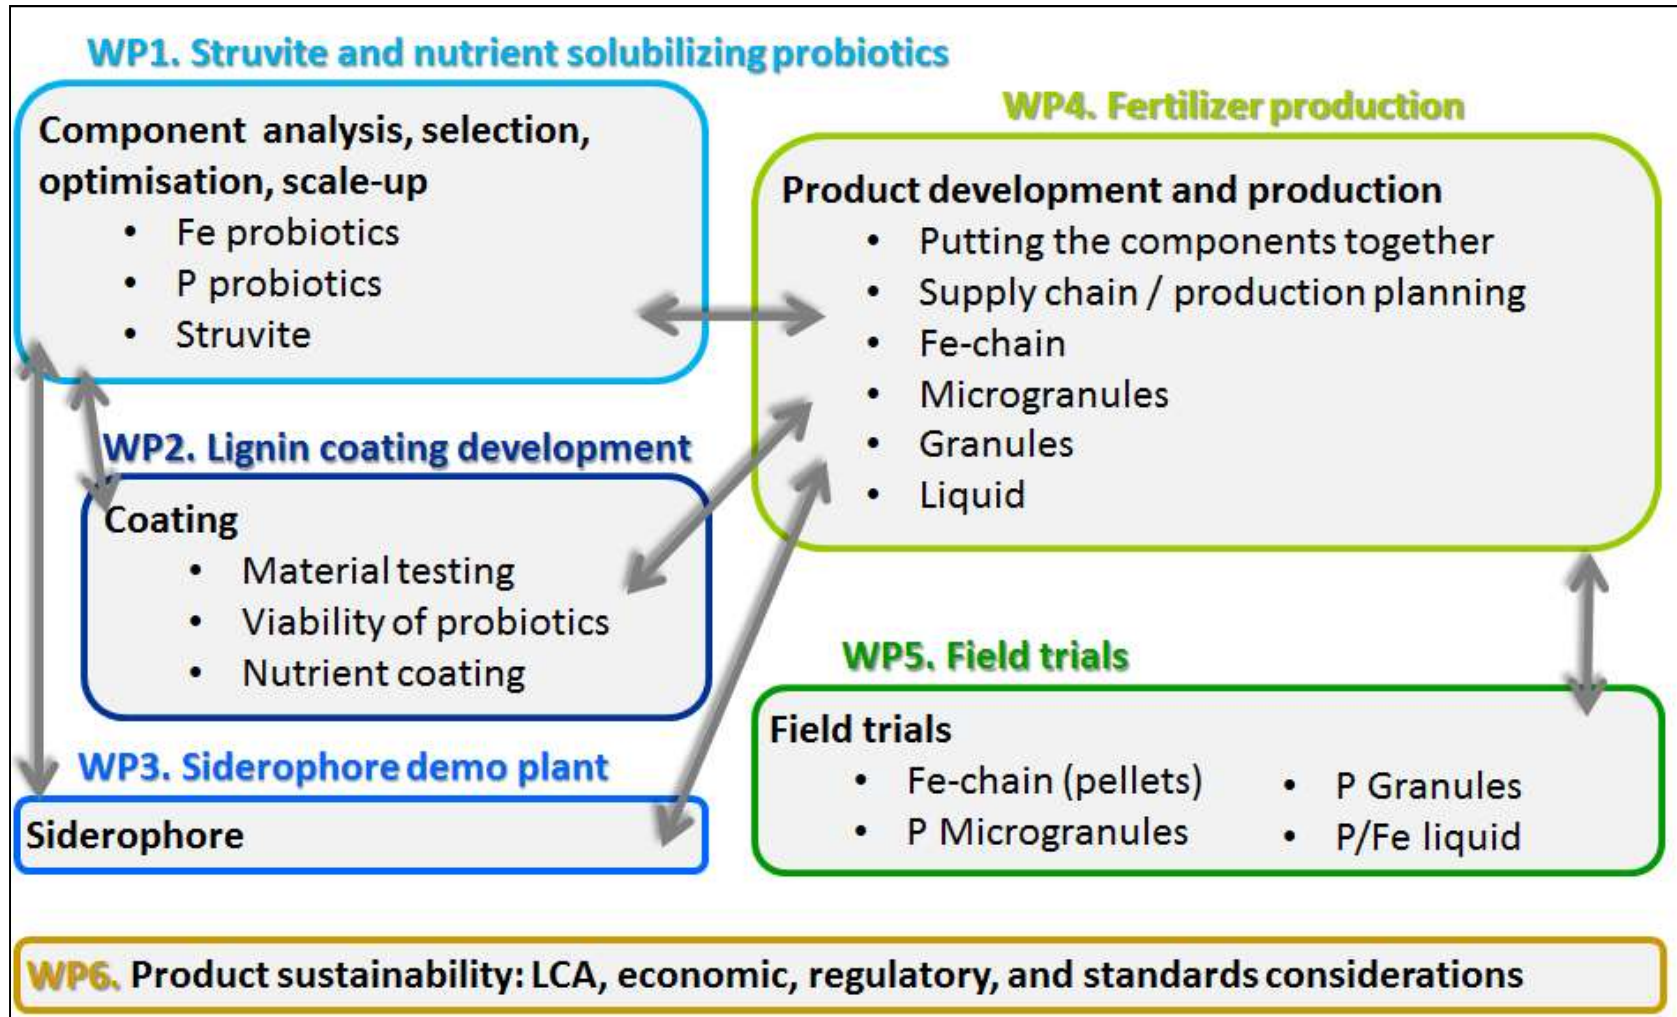 WP1. Struvite and nutrient solubilizing probiotics
Component analysis, selection,
optimisation, scale-up
• Fe probiotics
• P probiotics
• Struvite
WP2. Lignin coating development
Coating
• Material testing
• Viability of probiotics
• Nutrient coating
WP3. Siderophore demo plant
Siderophore
WP4. Fertilizer production
Product development and production
• Putting the components together
• Supply chain / production planning
• Fe-chain
• Microgranules
• Granules
• Liquid
WP5. Field trials
Field trials
• Fe-chain (pellets)
• P Microgranules
• P Granules
• P/Fe liquid
WP6. Product sustainability: LCA, economic, regulatory, and standards considerations